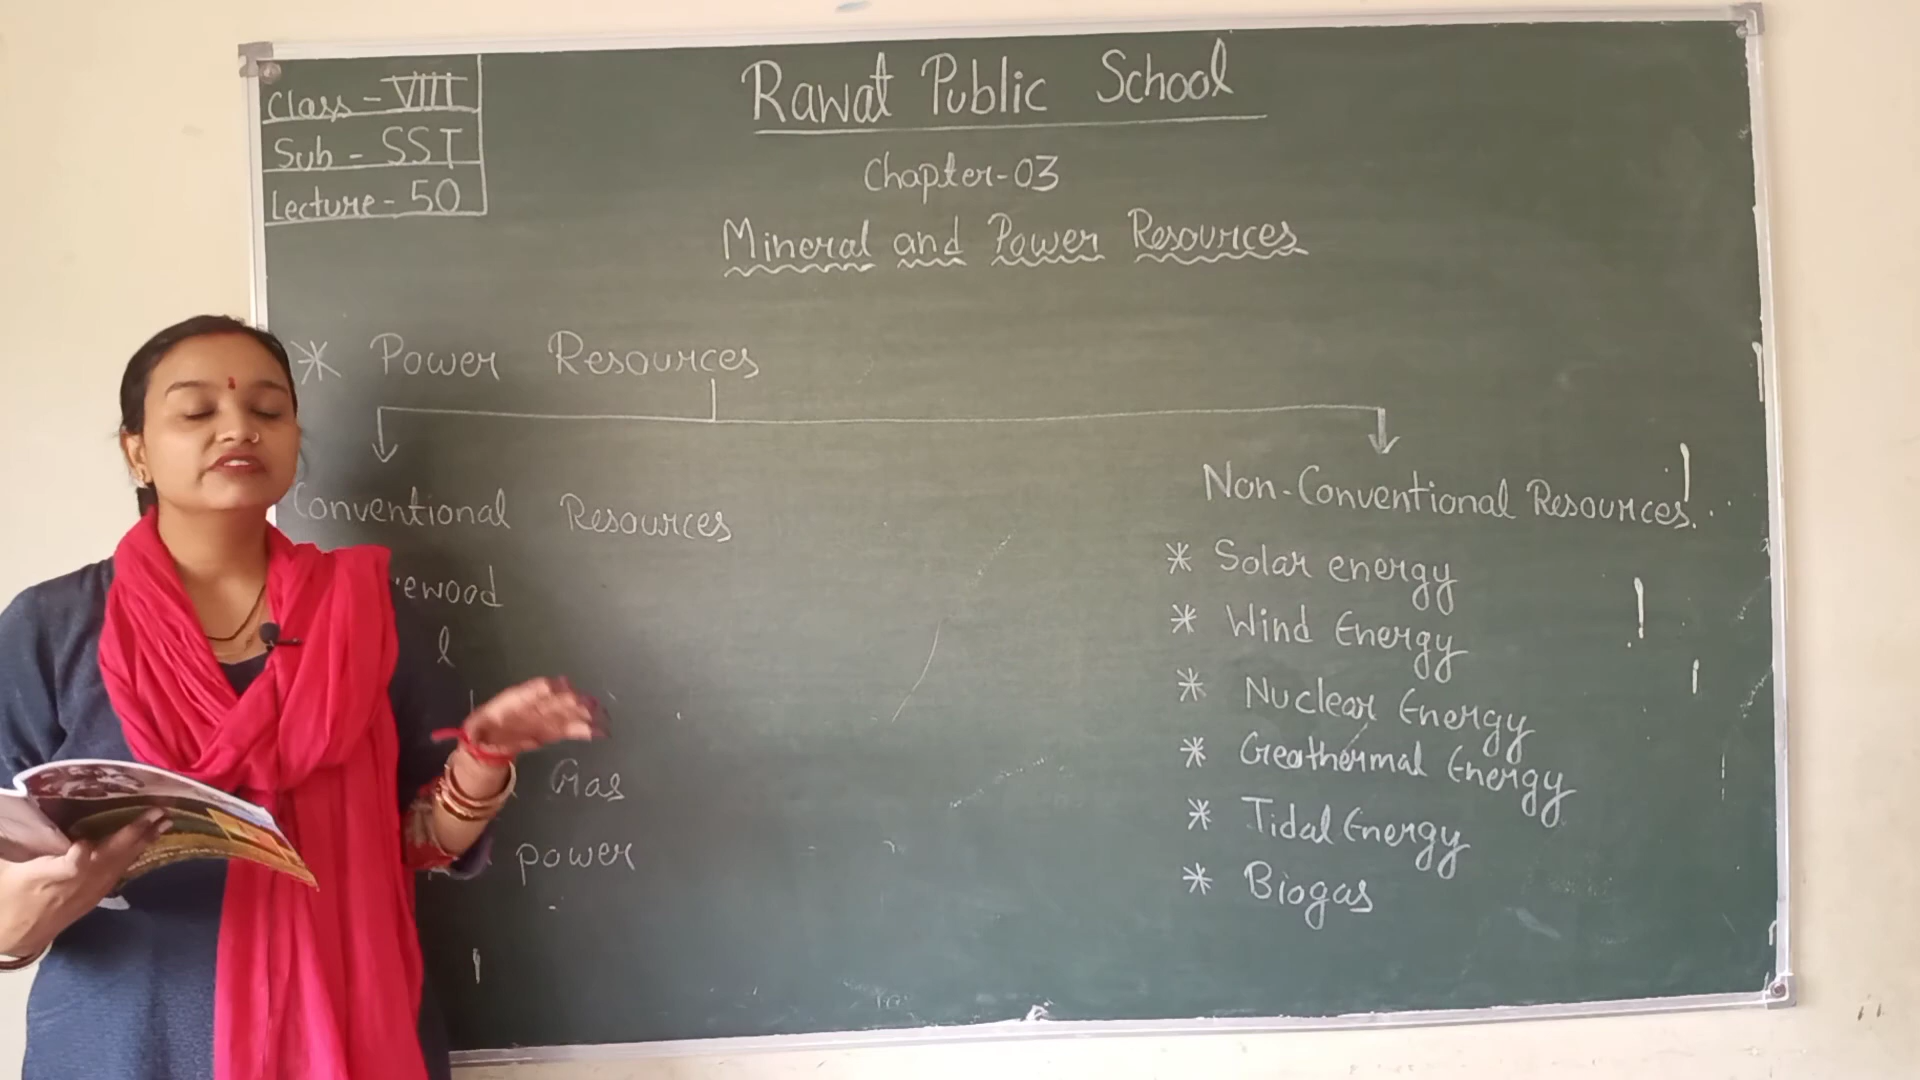 Class - VIII
Sub - SST
Lecture - 50
Rawat Public School
Chapter-03
Mineral and Power Resources
* Power Resources
Conventional Resources
ewood
l
Gas
power
Non-Conventional Resources
* Solar energy
* Wind Energy
* Nuclear Energy
* Geothermal Energy
* Tidal Energy
* Biogas